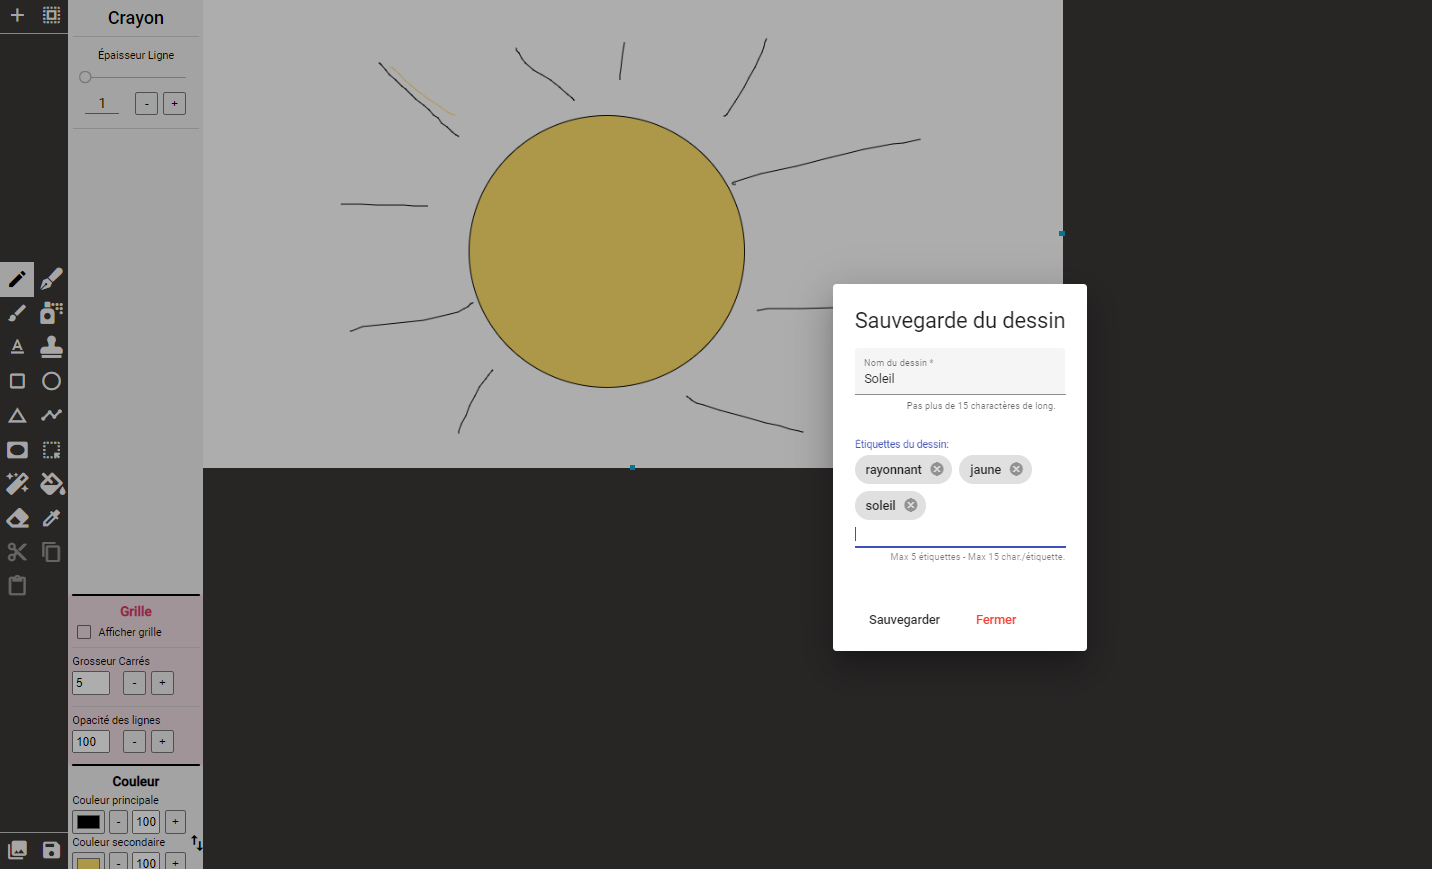 Crayon
Épaisseur Ligne
1 - +
Grille
Afficher grille
Grosseur Carrés
5 - +
Opacité des lignes
100 - +
Couleur
Couleur principale
- 100 +
Couleur secondaire
- 100 +
A
Sauvegarde du dessin
Nom du dessin *
Soleil
Pas plus de 15 charactères de long.
Étiquettes du dessin:
rayonnant jaune
soleil
Max 5 étiquettes - Max 15 char./étiquette.
Sauvegarder Fermer